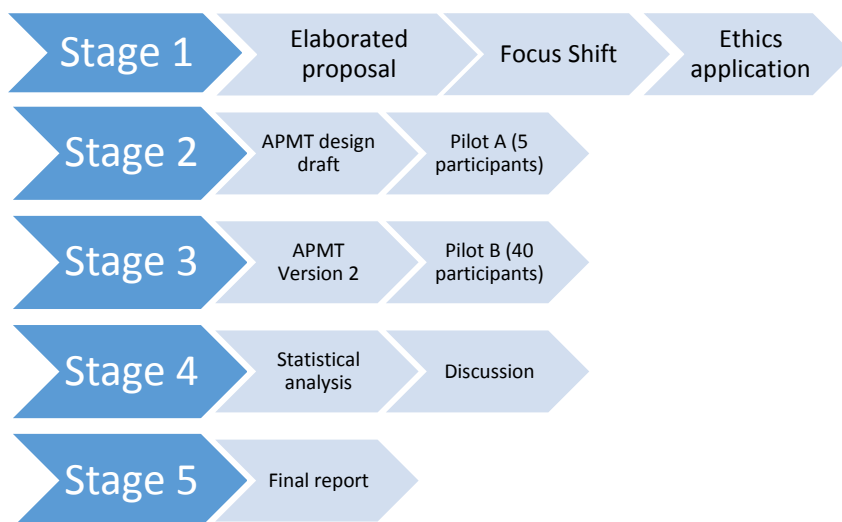 Stage 1
Elaborated
proposal
Focus Shift
Ethics
application
Stage 2
APMT design
draft
Pilot A (5
participants)
Stage 3
APMT
Version 2
Pilot B (40
participants)
Stage 4
Statistical
analysis
Discussion
Stage 5
Final report